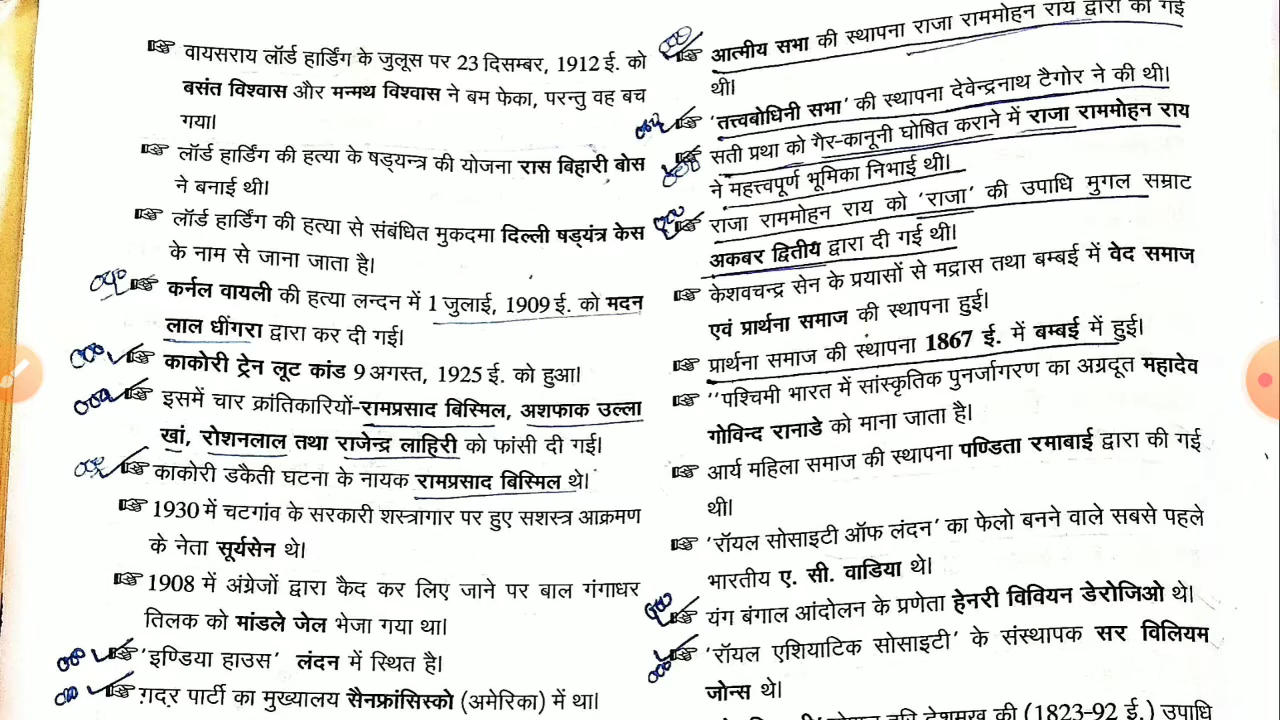 ☞ वायसराय लॉर्ड हार्डिंग के जुलूस पर 23 दिसम्बर, 1912 ई. को
बसंत विश्वास और मन्मथ विश्वास ने बम फेका, परन्तु वह बच
गया।
☞ लॉर्ड हार्डिंग की हत्या के षड्यन्त्र की योजना रास बिहारी बोस
ने बनाई थी।
☞ लॉर्ड हार्डिंग की हत्या से संबंधित मुकदमा दिल्ली षड्यंत्र केस
के नाम से जाना जाता है।
☞ कर्नल वायली की हत्या लन्दन में 1 जुलाई, 1909 ई. को मदन
लाल धींगरा द्वारा कर दी गई।
☞ काकोरी ट्रेन लूट कांड 9 अगस्त, 1925 ई. को हुआ।
☞ इसमें चार क्रांतिकारियों-रामप्रसाद बिस्मिल, अशफाक उल्ला
खां, रोशनलाल तथा राजेन्द्र लाहिरी को फांसी दी गई।
☞ काकोरी डकैती घटना के नायक रामप्रसाद बिस्मिल थे।
☞ 1930 में चटगांव के सरकारी शस्त्रागार पर हुए सशस्त्र आक्रमण
के नेता सूर्यसेन थे।
☞ 1908 में अंग्रेजों द्वारा कैद कर लिए जाने पर बाल गंगाधर
तिलक को मांडले जेल भेजा गया था।
☞ 'इण्डिया हाउस' लंदन में स्थित है।
☞ ग़दर पार्टी का मुख्यालय सैनफ्रांसिस्को (अमेरिका) में था।
☞ आत्मीय सभा की स्थापना राजा राममोहन राय द्वारा की गई
थी।
☞ 'तत्त्वबोधिनी सभा' की स्थापना देवेन्द्रनाथ टैगोर ने की थी।
☞ सती प्रथा को गैर-कानूनी घोषित कराने में राजा राममोहन राय
ने महत्त्वपूर्ण भूमिका निभाई थी।
☞ राजा राममोहन राय को 'राजा' की उपाधि मुगल सम्राट
अकबर द्वितीय द्वारा दी गई थी।
☞ केशवचन्द्र सेन के प्रयासों से मद्रास तथा बम्बई में वेद समाज
एवं प्रार्थना समाज की स्थापना हुई।
☞ प्रार्थना समाज की स्थापना 1867 ई. में बम्बई में हुई।
☞ ''पश्चिमी भारत में सांस्कृतिक पुनर्जागरण का अग्रदूत महादेव
गोविन्द रानाडे को माना जाता है।
☞ आर्य महिला समाज की स्थापना पण्डिता रमाबाई द्वारा की गई
थी।
☞ 'रॉयल सोसाइटी ऑफ लंदन' का फेलो बनने वाले सबसे पहले
भारतीय ए. सी. वाडिया थे।
☞ यंग बंगाल आंदोलन के प्रणेता हेनरी विवियन डेरोजिओ थे।
☞ 'रॉयल एशियाटिक सोसाइटी' के संस्थापक सर विलियम
जोन्स थे।
देशमुख की (1823-92 ई.) उपाधि